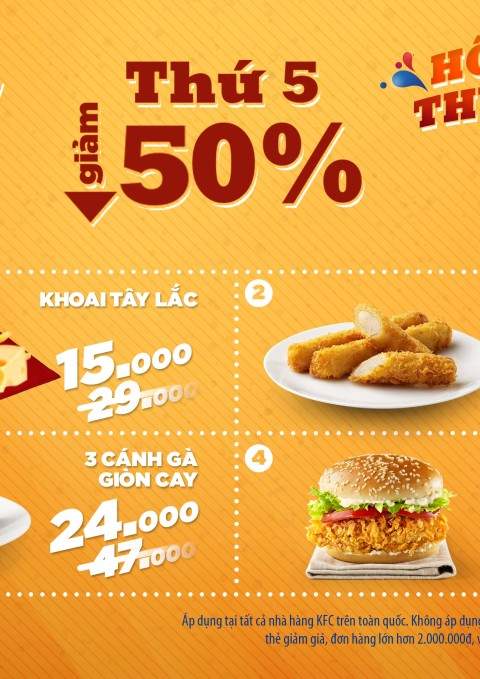 Thứ 5
giảm
50%
KHOAI TÂY LẮC
15.000
29.000
2
3 CÁNH GÀ
GIÒN CAY
24.000
47.000
4
Áp dụng tại tất cả nhà hàng KFC trên toàn quốc. Không áp dụng
thẻ giảm giá, đơn hàng lớn hơn 2.000.000đ,